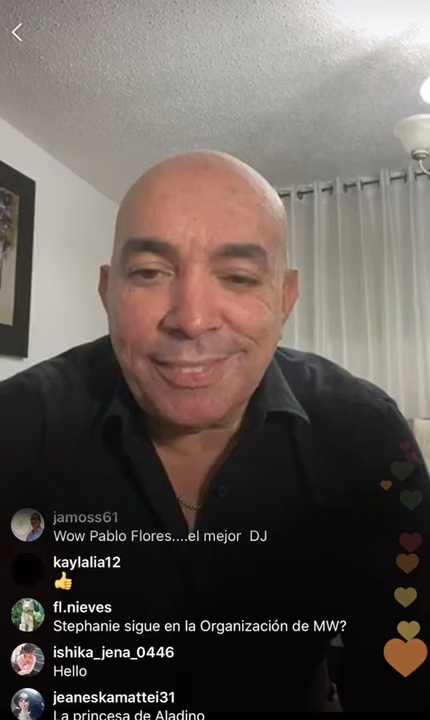 jamoss61
Wow Pablo Flores....el mejor DJ
kaylalia12
👍
fl.nieves
Stephanie sigue en la Organización de MW?
ishika_jena_0446
Hello
jeaneskamattei31
La princesa de Aladino